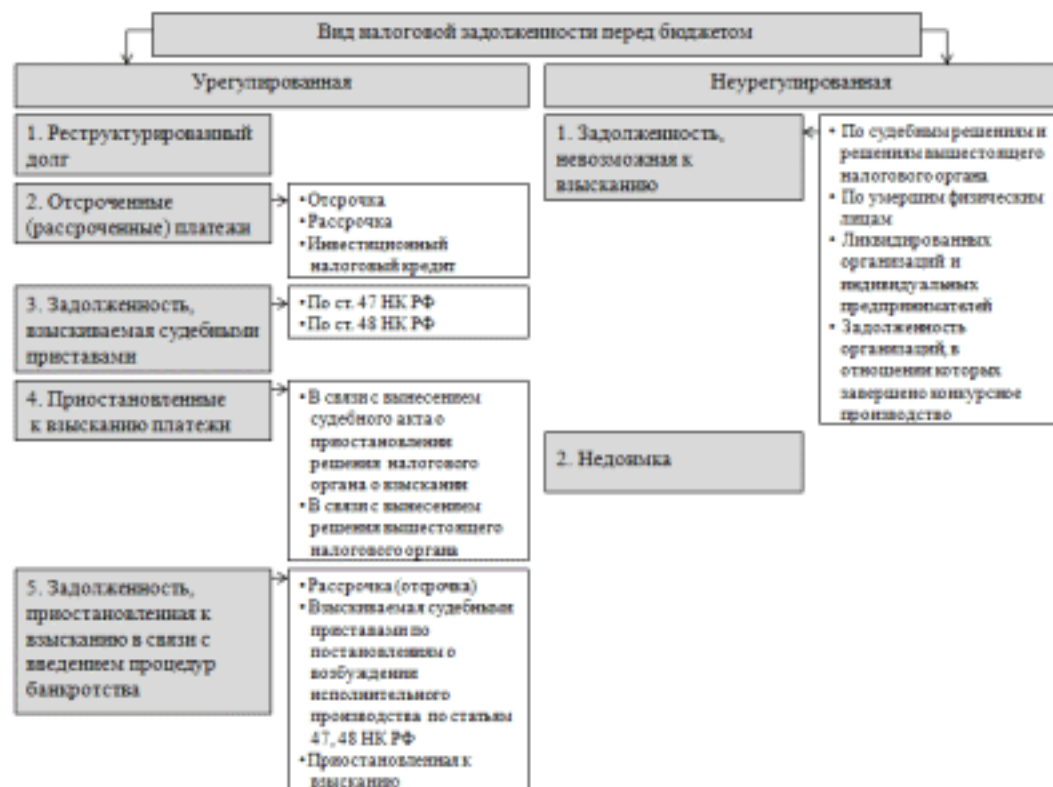 Вид налоговой задолженности перед бюджетом
Урегулированная
1. Реструктурированный
долг
2. Отсроченные
(рассроченные) платежи
• Отсрочка
• Рассрочка
• Инвестиционный
налоговый кредит
3. Задолженность,
взыскиваемая судебными
приставами
• По ст. 47 НК РФ
• По ст. 48 НК РФ
4. Приостановленные
к взысканию платежи
• В связи с вынесением
судебного акта о
приостановлении
решения налогового
органа о взыскании
• В связи с вынесением
решения вышестоящего
налогового органа
5. Задолженность,
приостановленная к
взысканию в связи с
введением процедур
банкротства
• Рассрочка (отсрочка)
• Взыскиваемая судебными
приставами по
постановлениям о
возбуждении
исполнительного
производства по статьям
47, 48 НК РФ
• Приостановленная к
взысканию
Неурегулированная
1. Задолженность,
невозможная к
взысканию
• По судебным решениям и
решениям вышестоящего
налогового органа
• По умершим физическим
лицам
• Ликвидированных
организаций и
индивидуальных
предпринимателей
• Задолженность
организаций, в
отношении которых
завершено конкурсное
производство
2. Недоимка